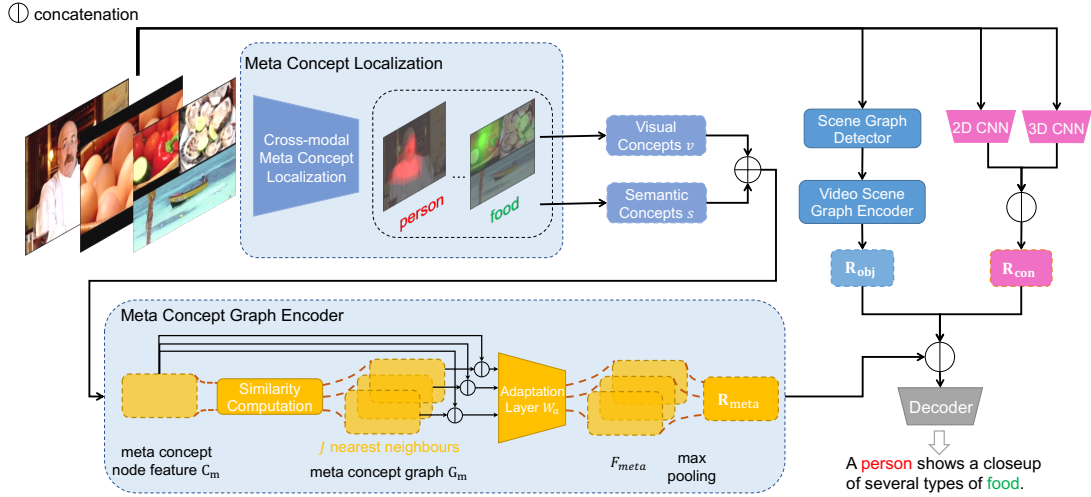 concatenation
Meta Concept Localization
Cross-modal
Meta Concept
Localization
person
...
food
Visual
Concepts v
Semantic
Concepts s
Scene Graph
Detector
Video Scene
Graph Encoder
R_obj
2D CNN
3D CNN
R_con
Meta Concept Graph Encoder
Similarity
Computation
Adaptation
Layer W_a
R_meta
J nearest neighbours
meta concept
node feature C_m
meta concept graph G_m
F_meta
max
pooling
Decoder
A person shows a closeup
of several types of food.